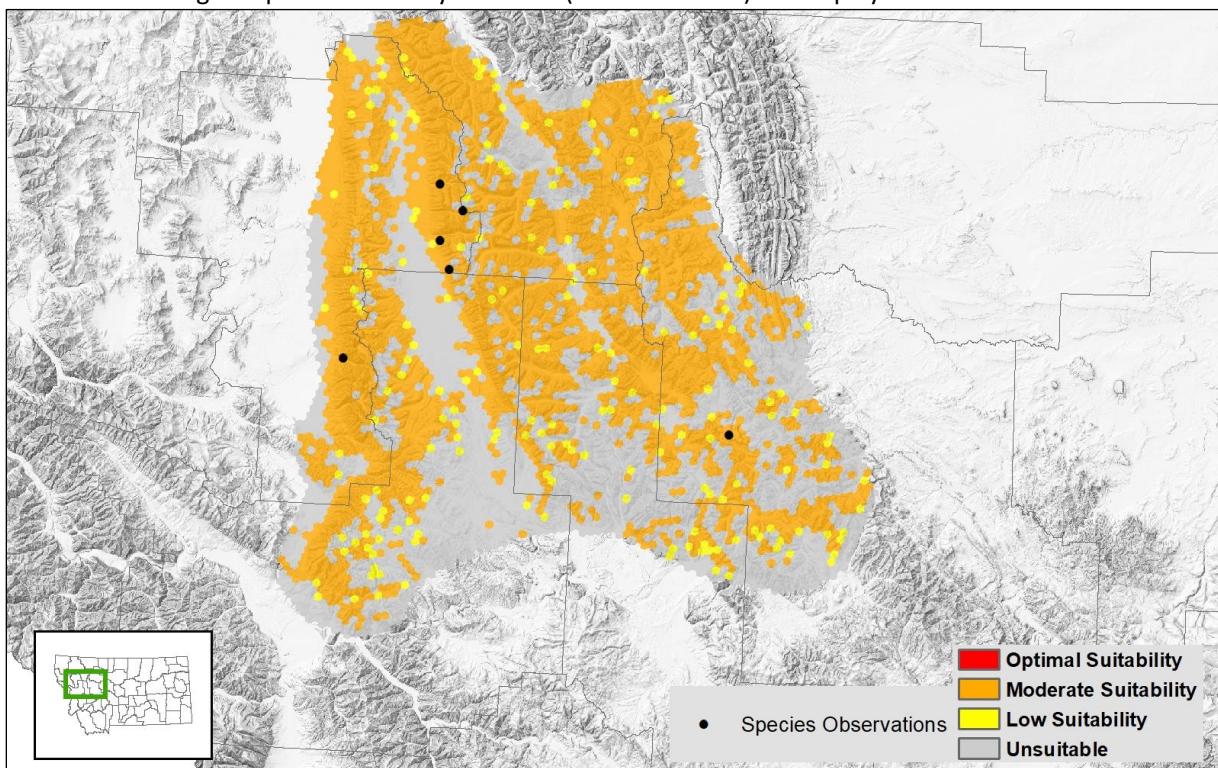 Optimal Suitability
Moderate Suitability
Species Observations
Low Suitability
Unsuitable